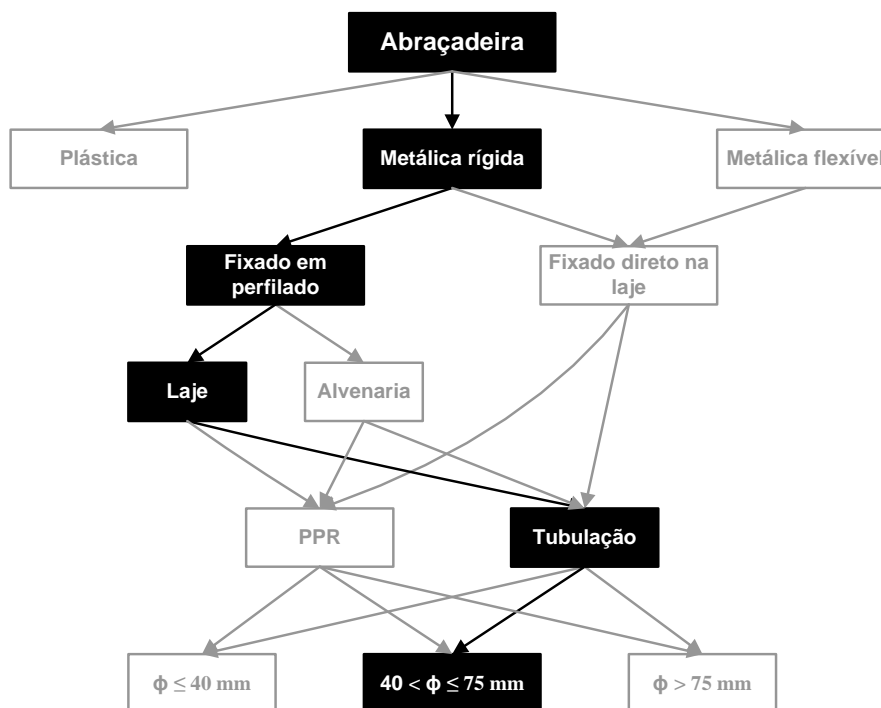 Abraçadeira
Plástica
Metálica rígida
Metálica flexível
Fixado em
perfilado
Fixado direto na
laje
Laje
Alvenaria
PPR
Tubulação
ϕ ≤ 40 mm
40 < ϕ ≤ 75 mm
ϕ > 75 mm